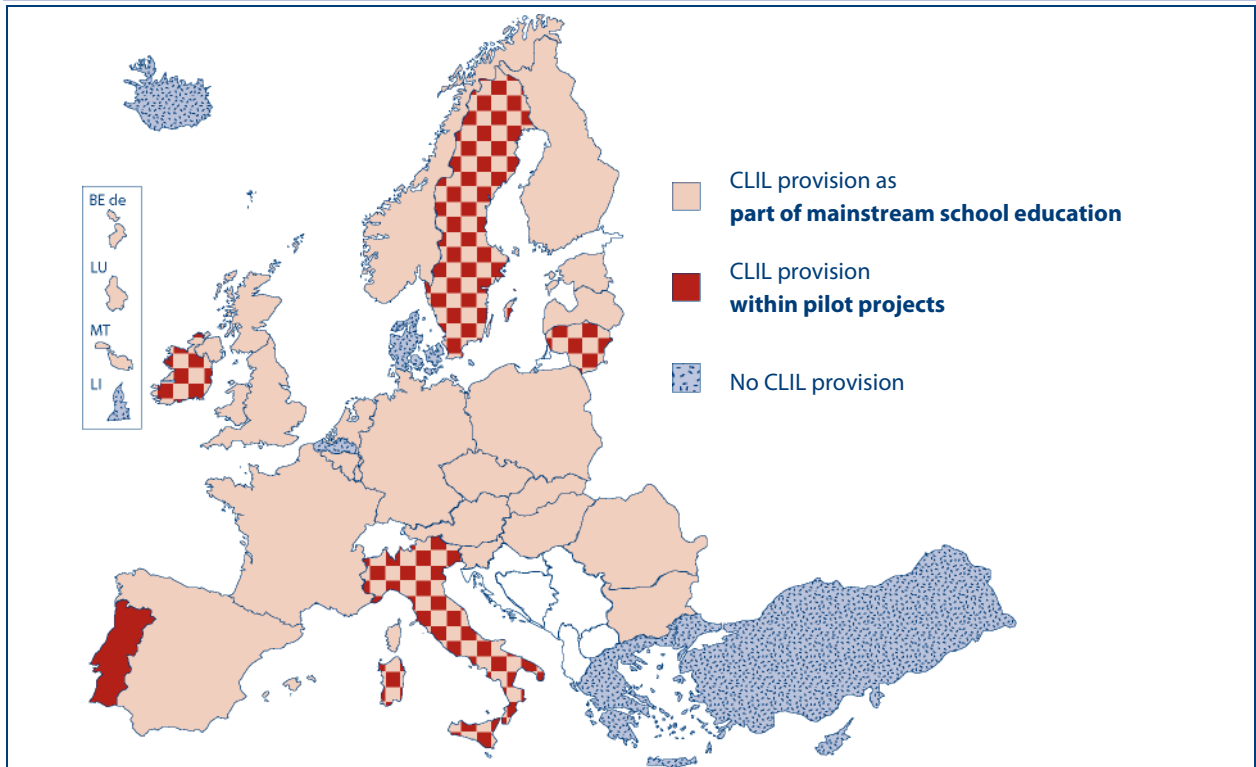 BE de
LU
MT
LI
CLIL provision as
part of mainstream school education
CLIL provision
within pilot projects
No CLIL provision